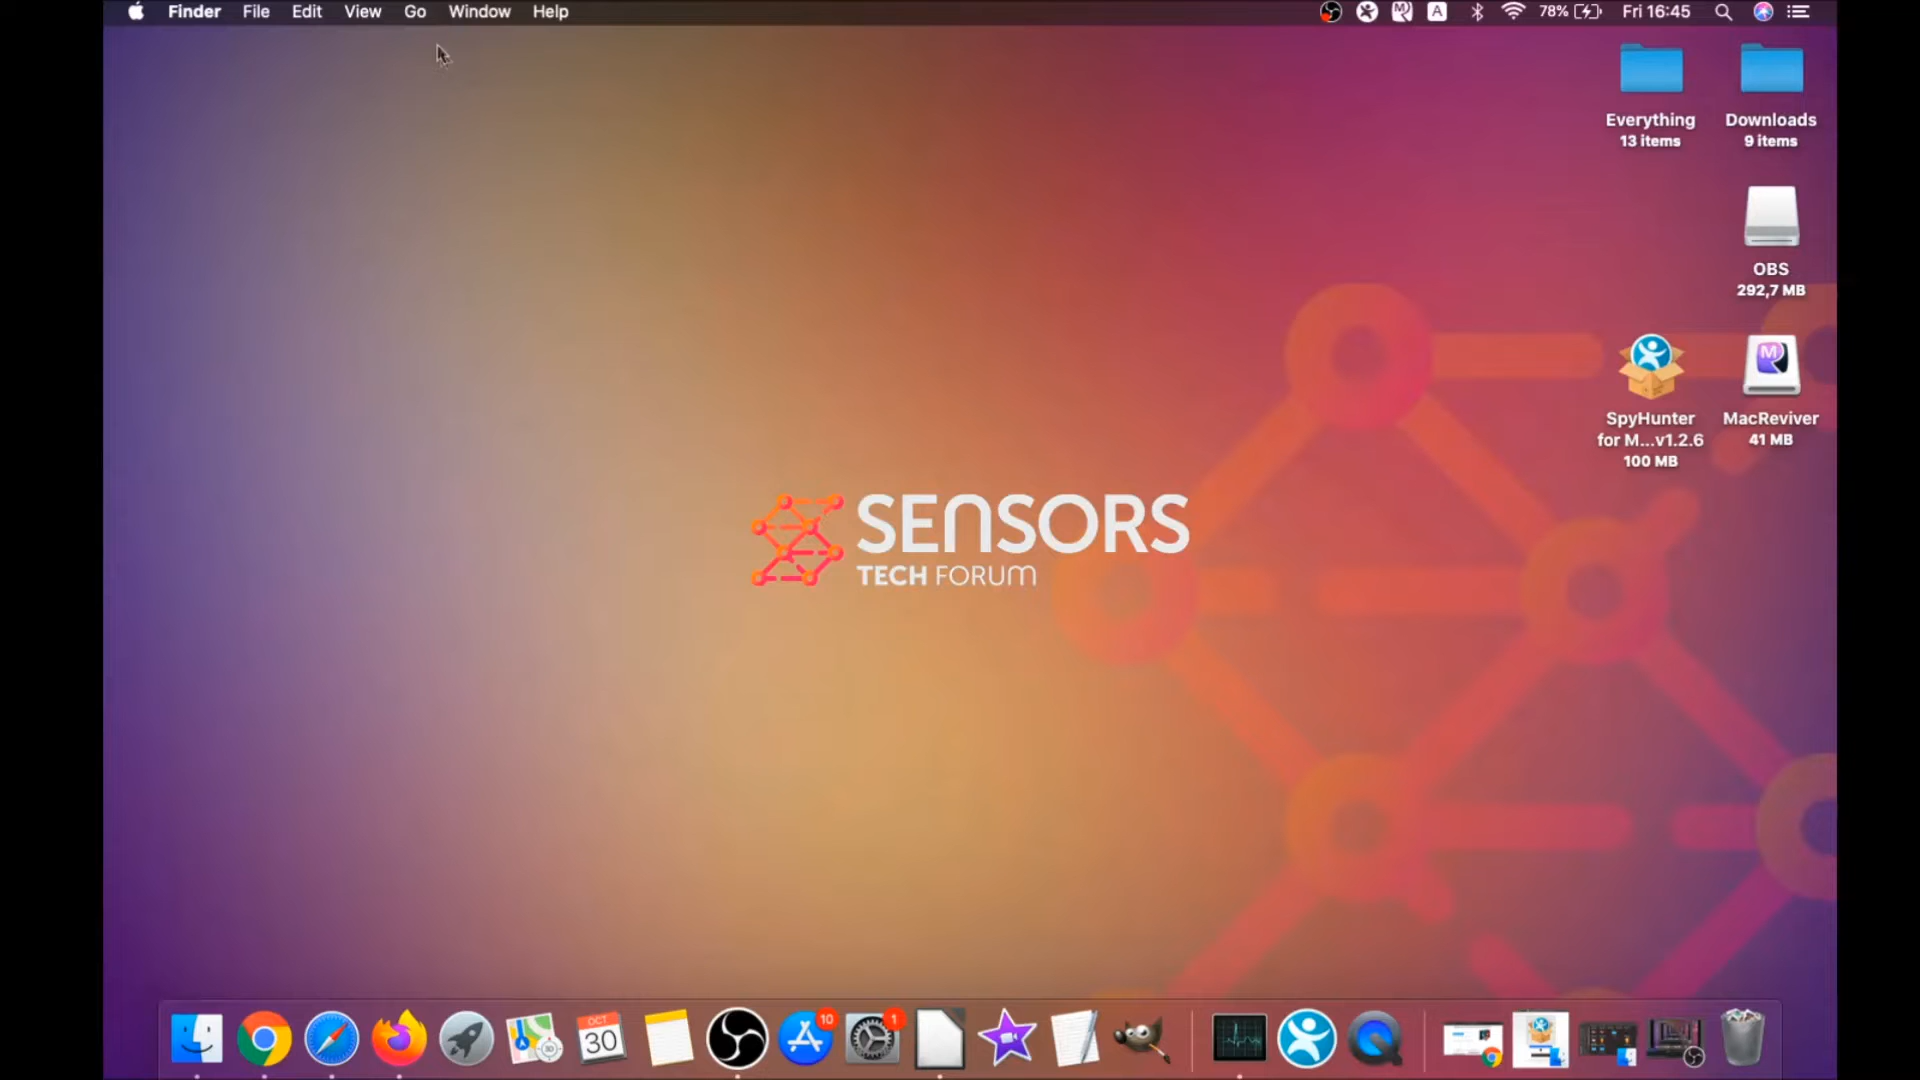 Finder File Edit View Go Window Help
A 78% Fri 16:45
Everything
13 items
Downloads
9 items
OBS
292,7 MB
SpyHunter
for M...v1.2.6
100 MB
M
MacReviver
41 MB
SENSORS
TECH FORUM
OCT
30
10
1